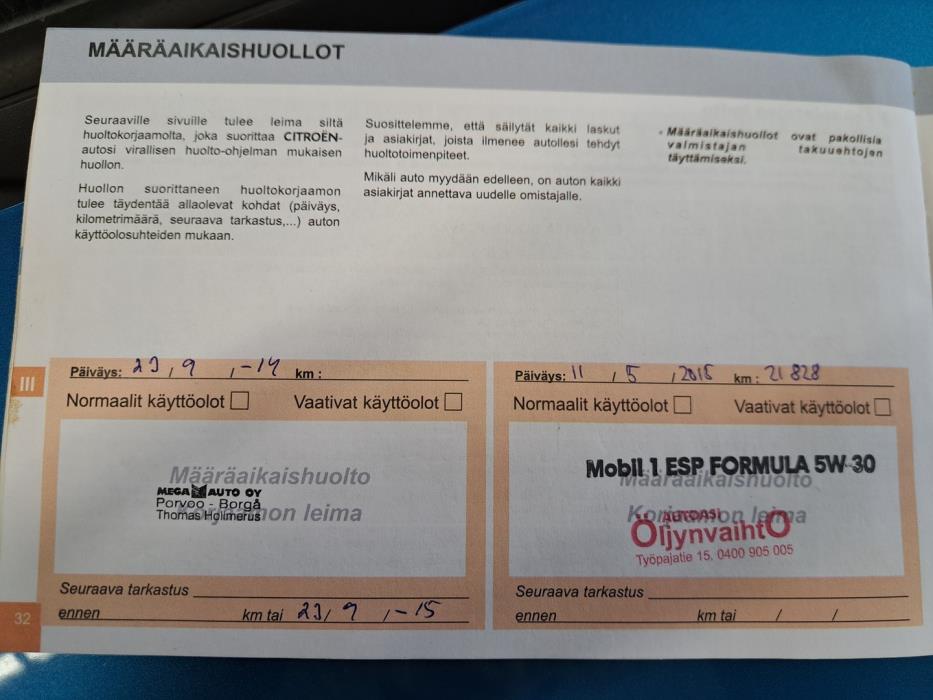 MÄÄRÄAIKAISHUOLLOT
Seuraaville sivuille tulee leima siltä
huoltokorjaamolta, joka suorittaa CITROËN-
autosi virallisen huolto-ohjelman mukaisen
huollon.
Huollon suorittaneen huoltokorjaamon
tulee täydentää allaolevat kohdat (päiväys,
kilometrimäärä, seuraava tarkastus,...) auton
käyttöolosuhteiden mukaan.
Suosittelemme, että säilytät kaikki laskut
ja asiakirjat, joista ilmenee autollesi tehdyt
huoltotoimenpiteet.
Mikäli auto myydään edelleen, on auton kaikki
asiakirjat annettava uudelle omistajalle.
Määräaikaishuollot ovat pakollisia
valmistajan takuuehtojen
täyttämiseksi.
III
Päiväys: 23 / 9 / -14 km :
Normaalit käyttöolot Vaativat käyttöolot
Määräaikaishuolto
MEGA AUTO OY
Porvoo - Borgå
Thomas Holmerus
Korjaamon leima
Seuraava tarkastus
ennen km tai 23 / 9 / -15
Päiväys: 11 / 5 / 2015 km : 21 828
Normaalit käyttöolot Vaativat käyttöolot
Mobil 1 ESP FORMULA 5W-30
Määräaikaishuolto
Korjaamon leima
AUTOASI
ÖljynvaihtO
Työpajatie 15, 0400 905 005
Seuraava tarkastus
ennen km tai / /
32